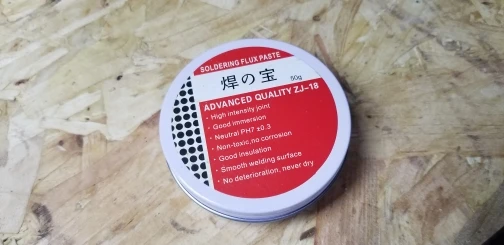 SOLDERING FLUX PASTE
焊の宝 50g
ADVANCED QUALITY ZJ-18
· High intensity joint
· Good immersion
· Neutral PH7 ±0.3
· Non-toxic,no corrosion
· Good insulation
· Smooth welding surface
· No deterioration, never dry